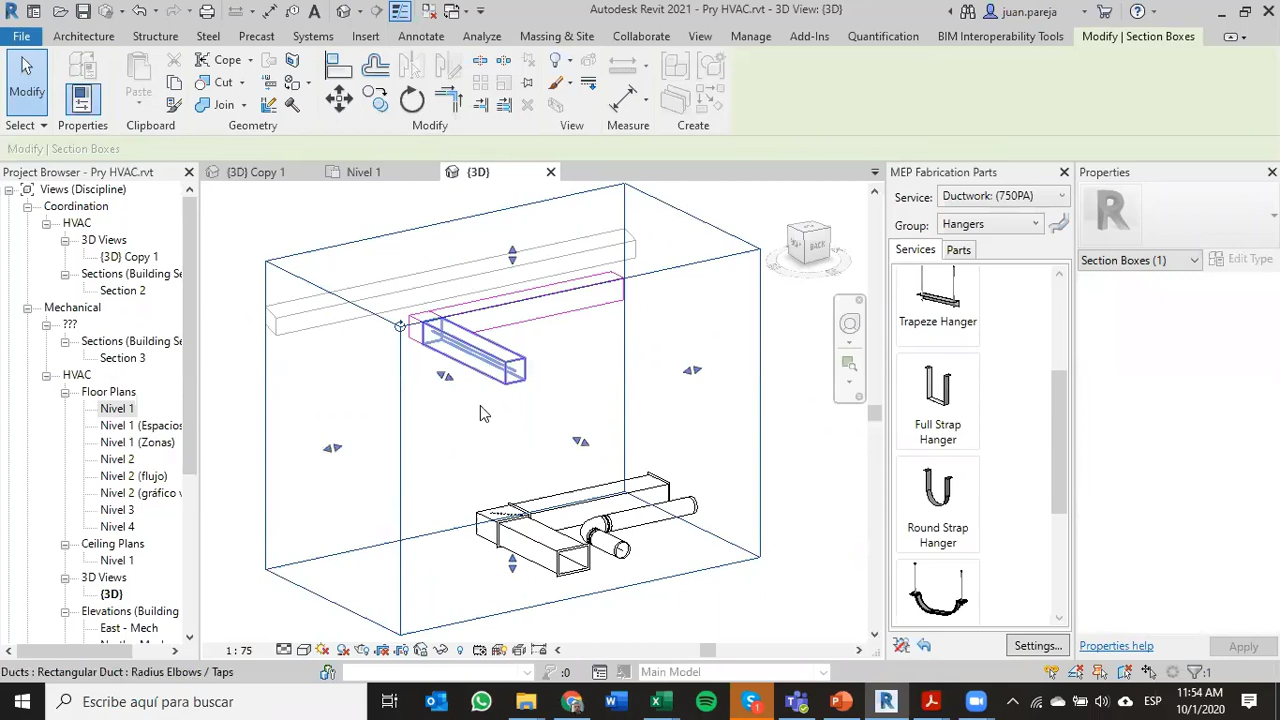 Autodesk Revit 2021 - Pry HVAC.rvt - 3D View: {3D}
juan.pareja
File Architecture Structure Steel Precast Systems Insert Annotate Analyze Massing & Site Collaborate View Manage Add-Ins Quantification BIM Interoperability Tools Modify | Section Boxes
Modify
Paste
Cope
Cut
Join
Select Properties Clipboard Geometry Modify View Measure Create
Modify | Section Boxes
Project Browser - Pry HVAC.rvt
Views (Discipline)
Coordination
HVAC
3D Views
{3D} Copy 1
Sections (Building Se
Section 2
Mechanical
???
Sections (Building Se
Section 3
HVAC
Floor Plans
Nivel 1
Nivel 1 (Espacios
Nivel 1 (Zonas)
Nivel 2
Nivel 2 (flujo)
Nivel 2 (gráfico v
Nivel 3
Nivel 4
Ceiling Plans
Nivel 1
3D Views
{3D}
Elevations (Building
East - Mech
{3D} Copy 1 Nivel 1 {3D}
BACK
1 : 75
MEP Fabrication Parts
Service: Ductwork: (750PA)
Group: Hangers
Services Parts
Trapeze Hanger
Full Strap
Hanger
Round Strap
Hanger
Settings...
Properties
R
Section Boxes (1) Edit Type
Properties help Apply
Ducts : Rectangular Duct : Radius Elbows / Taps
:0
Main Model
:1
Escribe aquí para buscar
ESP
11:54 AM
10/1/2020